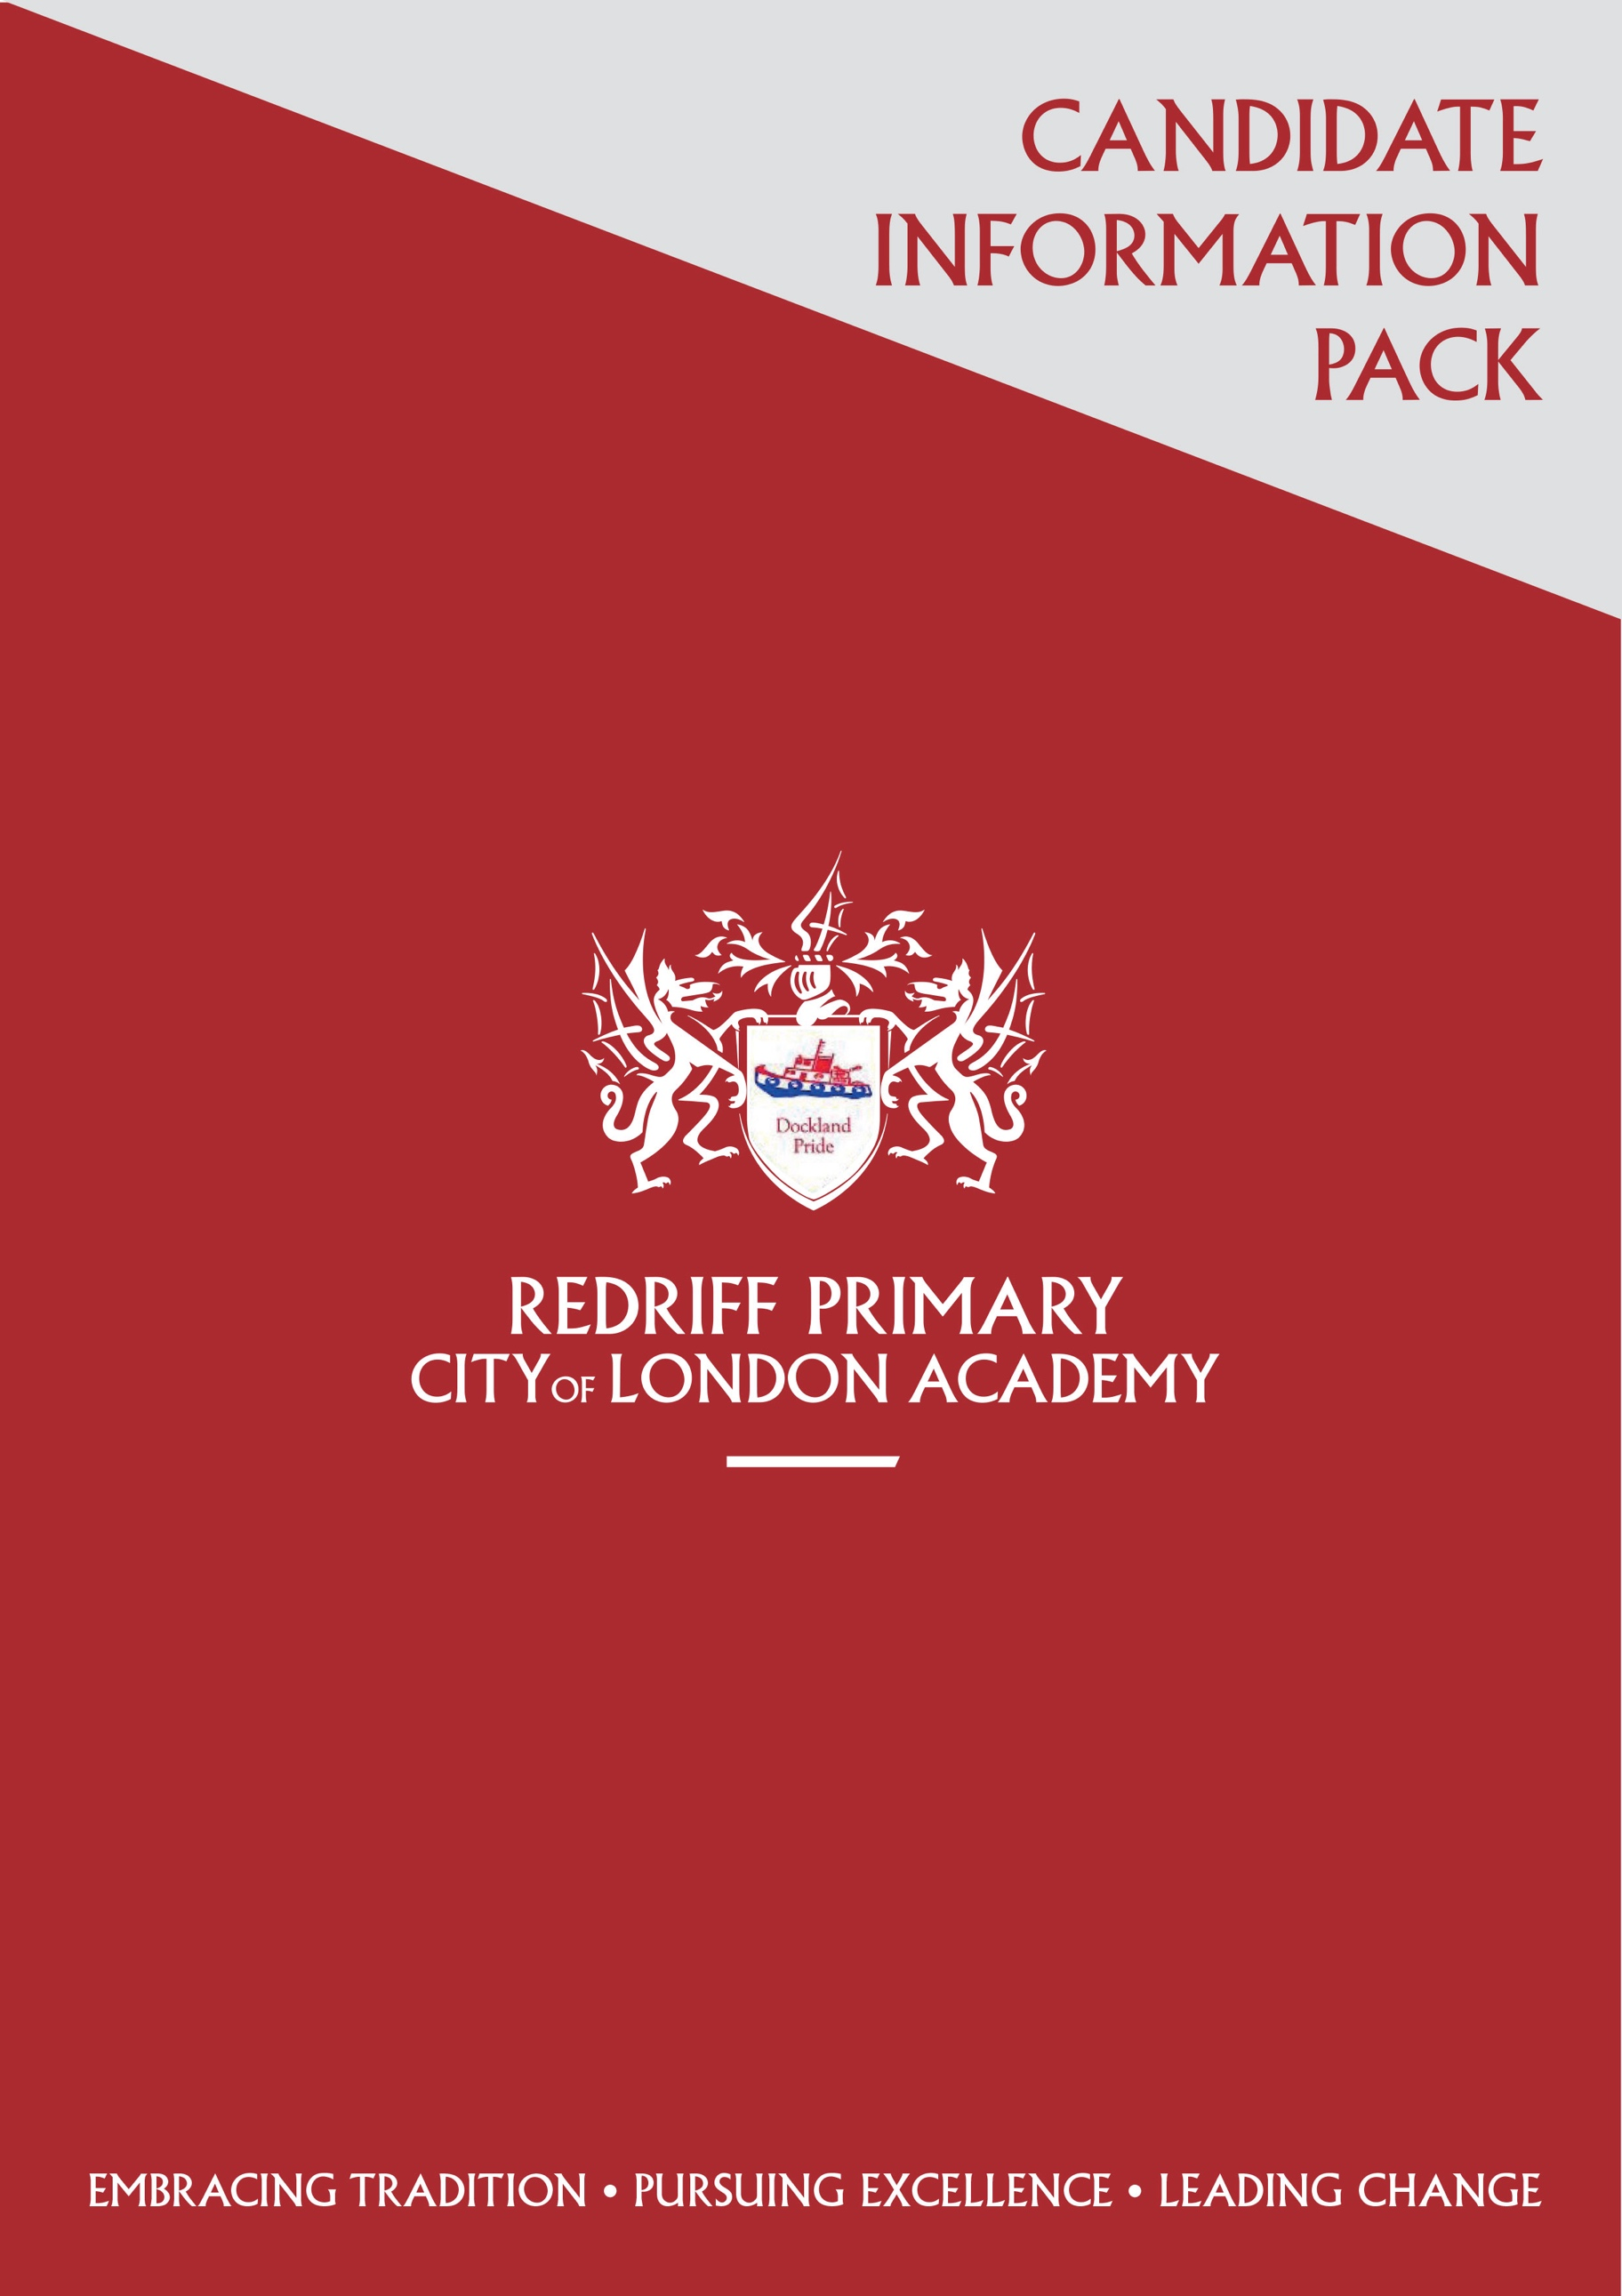 CANDIDATE
INFORMATION
PACK
Dockland
Pride
REDRIFF PRIMARY
CITY OF LONDON ACADEMY
EMBRACING TRADITION • PURSUING EXCELLENCE • LEADING CHANGE